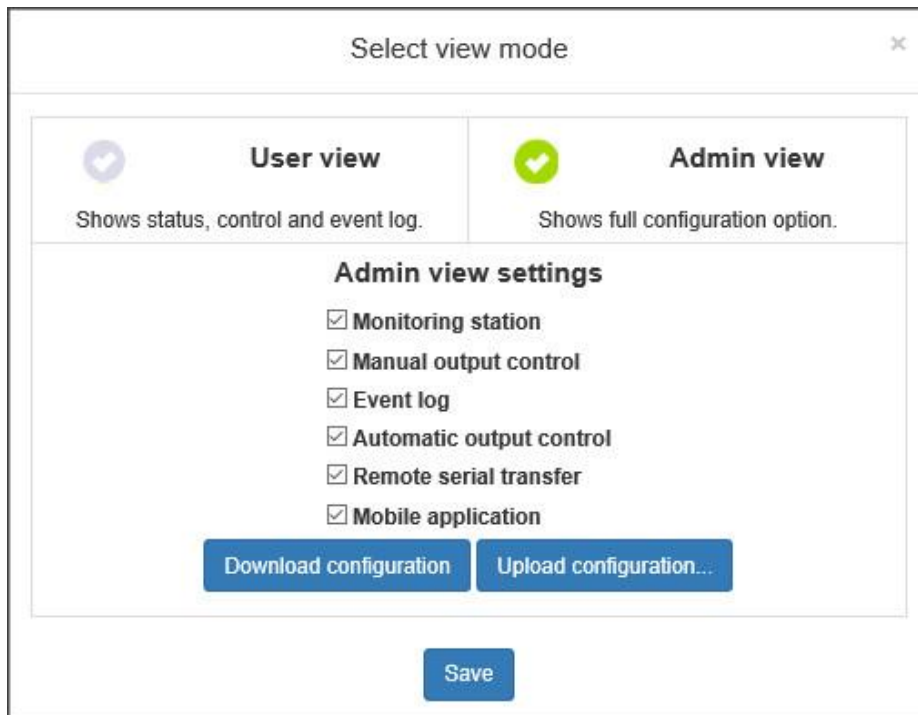 Select view mode
×
User view
Admin view
Shows status, control and event log.
Shows full configuration option.
Admin view settings
Monitoring station
Manual output control
Event log
Automatic output control
Remote serial transfer
Mobile application
Download configuration
Upload configuration...
Save